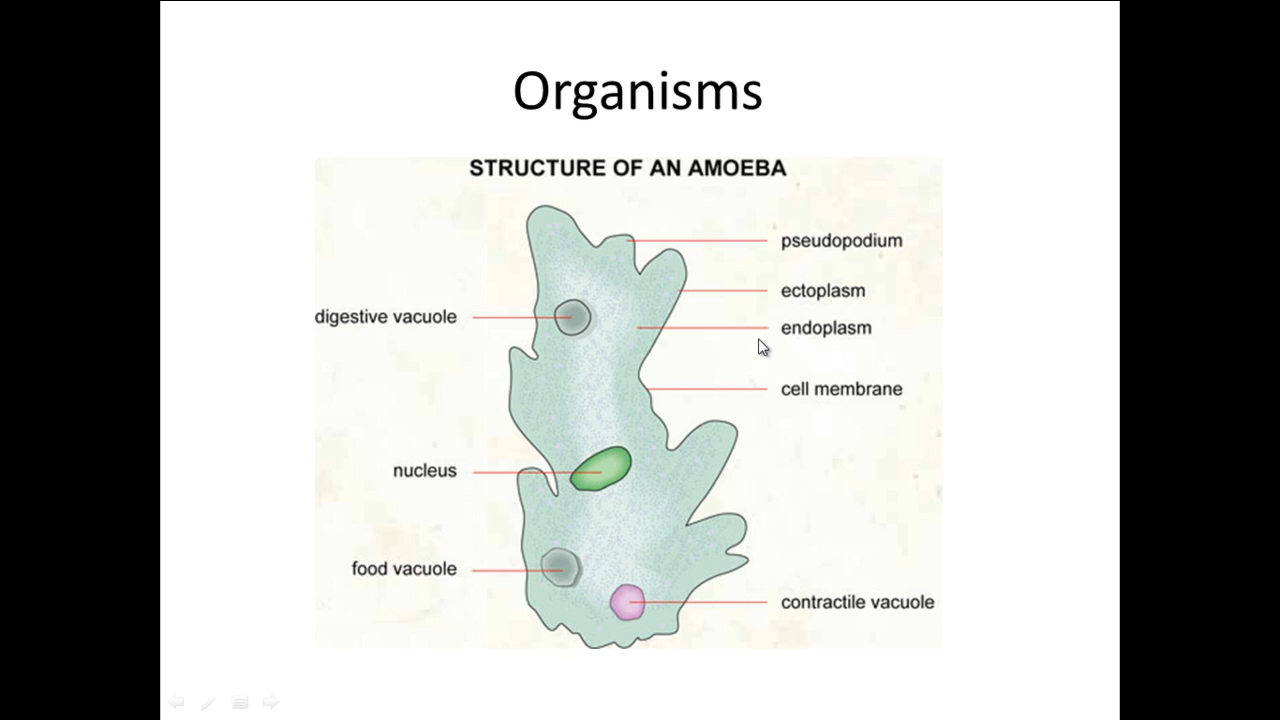 Organisms
STRUCTURE OF AN AMOEBA
pseudopodium
ectoplasm
digestive vacuole
endoplasm
cell membrane
nucleus
food vacuole
contractile vacuole